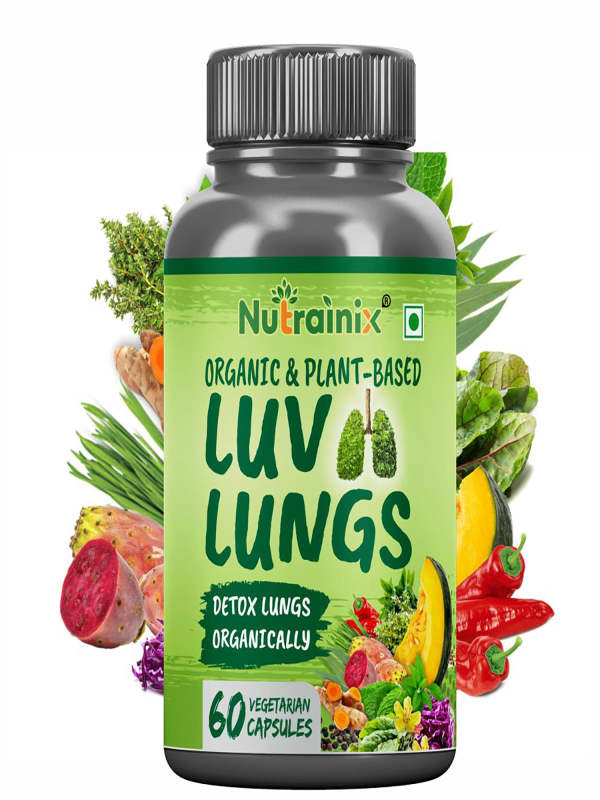 Nutrainix®
ORGANIC & PLANT-BASED
LUV
LUNGS
DETOX LUNGS
ORGANICALLY
60 VEGETARIAN
CAPSULES